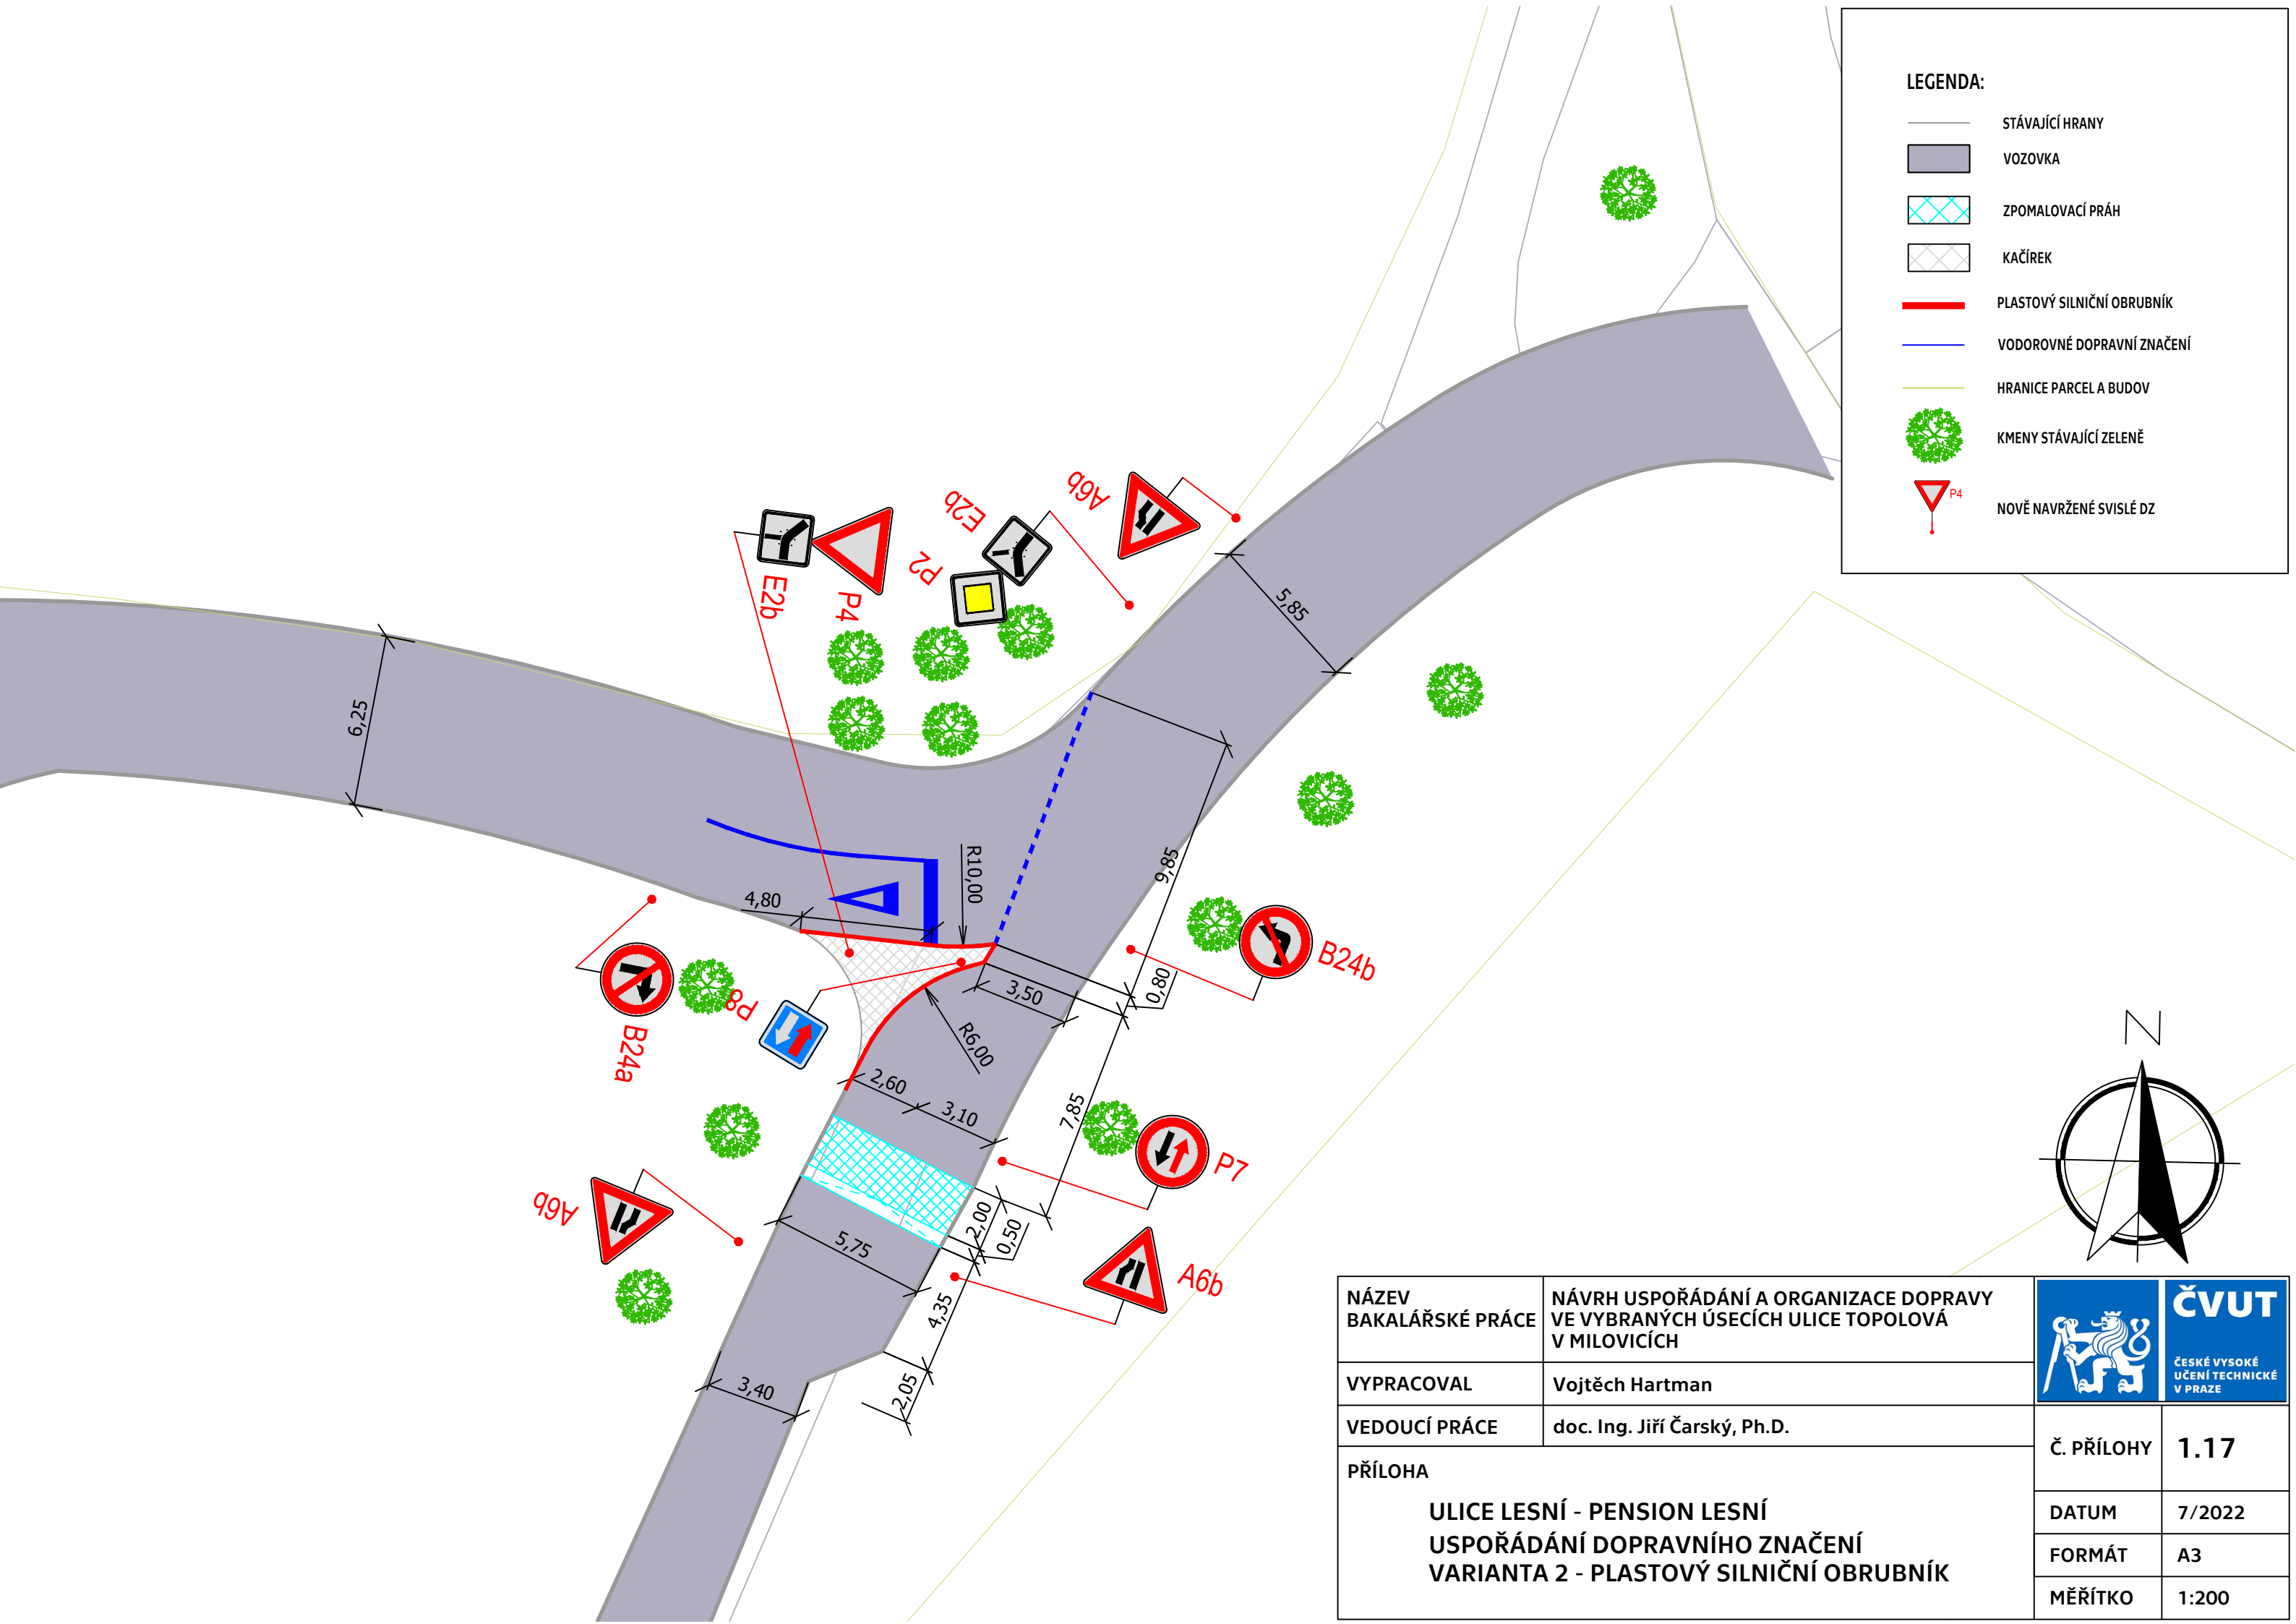 LEGENDA:
STÁVAJÍCÍ HRANY
VOZOVKA
ZPOMALOVACÍ PRÁH
KAČÍREK
PLASTOVÝ SILNIČNÍ OBRUBNÍK
VODOROVNÉ DOPRAVNÍ ZNAČENÍ
HRANICE PARCEL A BUDOV
KMENY STÁVAJÍCÍ ZELENĚ
P4
NOVĚ NAVRŽENÉ SVISLÉ DZ
A6b
E2b
P2
E2b
P4
5,85
6,25
9,85
R10,00
4,80
B24b
0,80
3,50
P8
B24a
R6,00
2,60
3,10
7,85
P7
A6b
2,00
0,50
5,75
A6b
4,35
3,40
2,05
N
NÁZEV
BAKALÁŘSKÉ PRÁCE
NÁVRH USPOŘÁDÁNÍ A ORGANIZACE DOPRAVY
VE VYBRANÝCH ÚSECÍCH ULICE TOPOLOVÁ
V MILOVICÍCH
VYPRACOVAL
Vojtěch Hartman
VEDOUCÍ PRÁCE
doc. Ing. Jiří Čarský, Ph.D.
PŘÍLOHA
ULICE LESNÍ - PENSION LESNÍ
USPOŘÁDÁNÍ DOPRAVNÍHO ZNAČENÍ
VARIANTA 2 - PLASTOVÝ SILNIČNÍ OBRUBNÍK
ČVUT
ČESKÉ VYSOKÉ
UČENÍ TECHNICKÉ
V PRAZE
Č. PŘÍLOHY 1.17
DATUM 7/2022
FORMÁT A3
MĚŘÍTKO 1:200